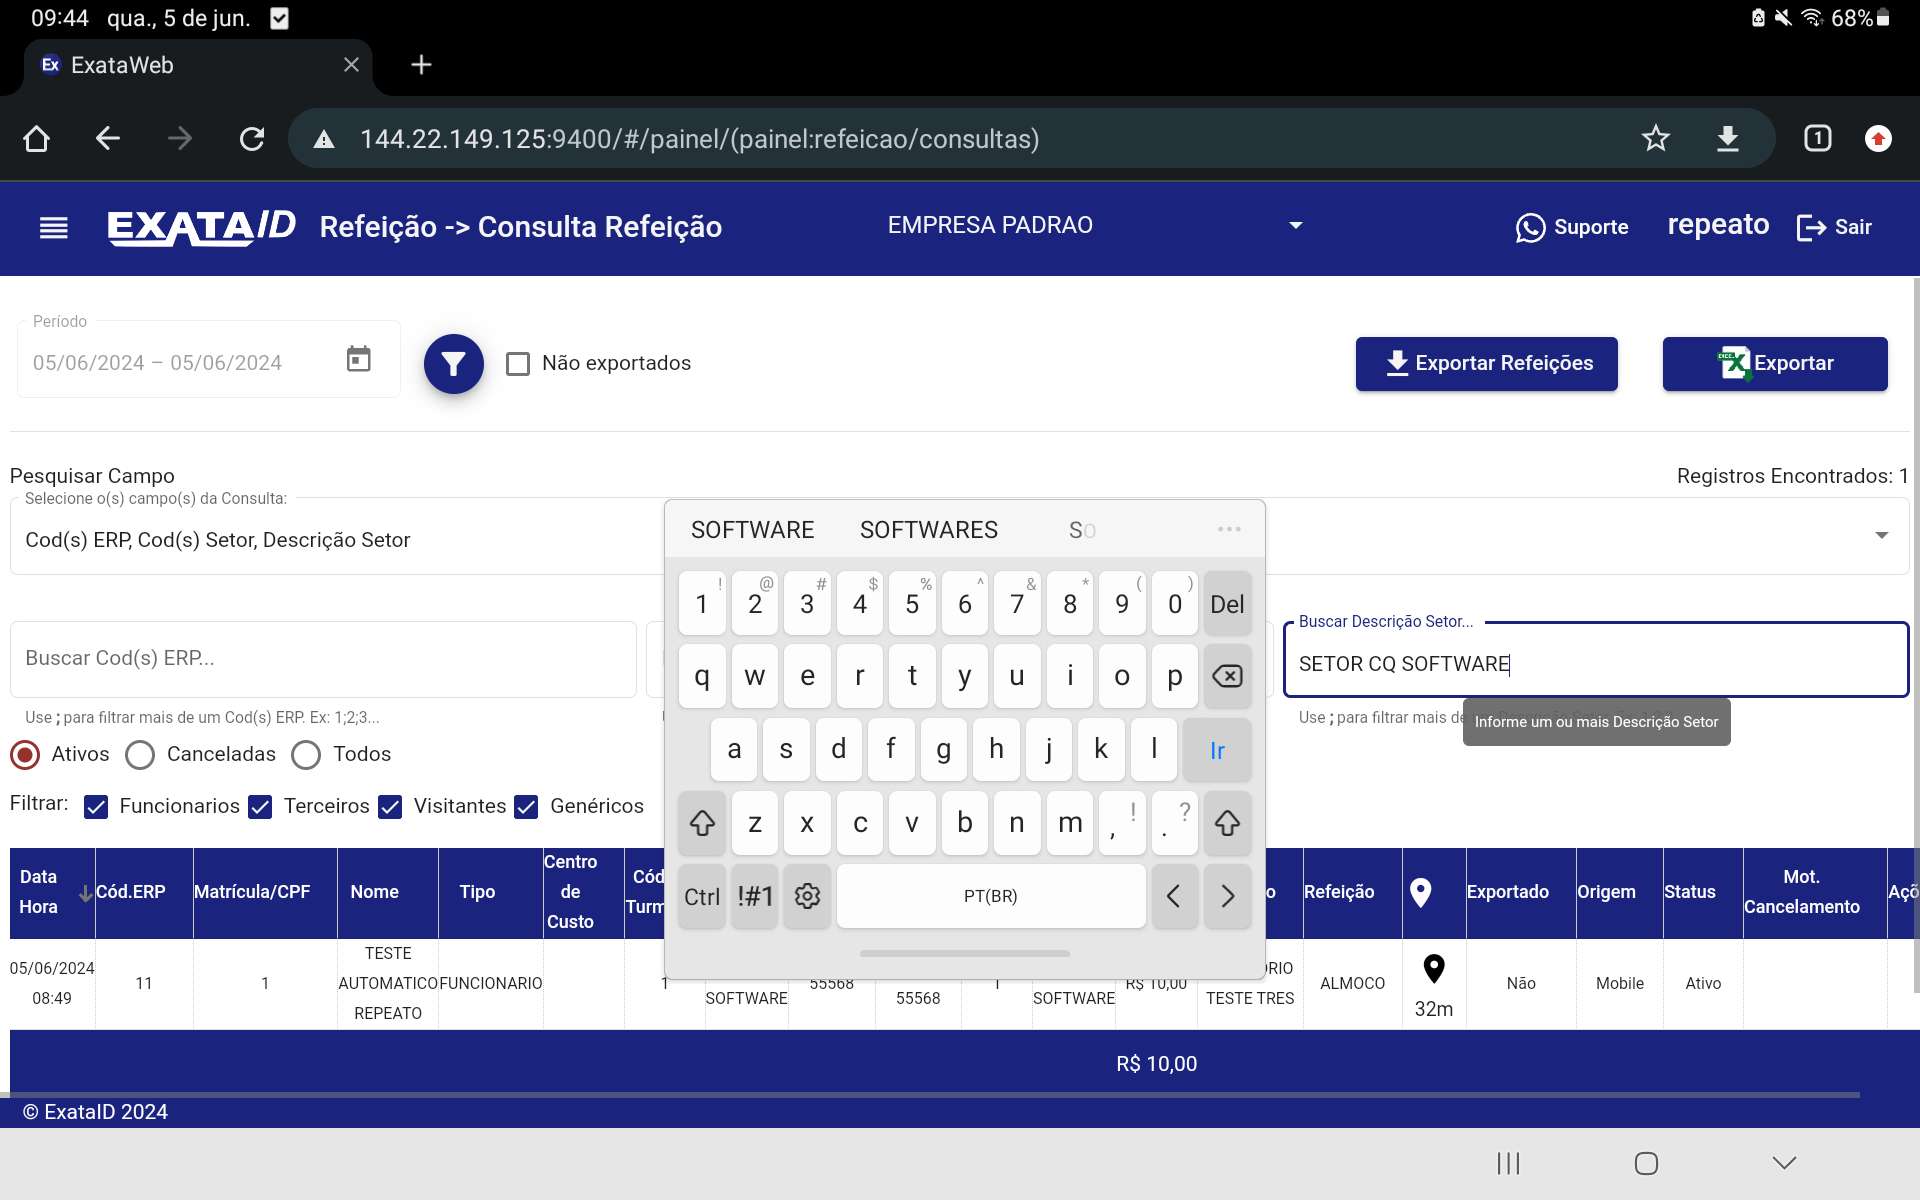 09:44 qua., 5 de jun. 68%
Ex ExataWeb
144.22.149.125:9400/#/painel/(painel:refeicao/consultas) 1
EXATAID Refeição -> Consulta Refeição EMPRESA PADRAO Suporte repeato Sair
Período
05/06/2024 – 05/06/2024 Não exportados Exportar Refeições Exportar
Pesquisar Campo Registros Encontrados: 1
Selecione o(s) campo(s) da Consulta:
Cod(s) ERP, Cod(s) Setor, Descrição Setor
SOFTWARE SOFTWARES SO ...
! @ # $ % ^ & * ( )
1 2 3 4 5 6 7 8 9 0 Del
q w e r t y u i o p
a s d f g h j k l Ir
z x c v b n m , ! . ?
Ctrl !#1 PT(BR) < >
Buscar Cod(s) ERP...
Buscar Descrição Setor...
SETOR CQ SOFTWARE
Use ; para filtrar mais de um Cod(s) ERP. Ex: 1;2;3...
Use ; para filtrar mais de
Informe um ou mais Descrição Setor
Ativos Canceladas Todos
Filtrar: Funcionarios Terceiros Visitantes Genéricos
Data Hora Cód.ERP Matrícula/CPF Nome Tipo Centro de Custo Cód Turm o Refeição Exportado Origem Status Mot. Cancelamento Açõ
05/06/2024 08:49 11 1 TESTE AUTOMATICO REPEATO FUNCIONARIO 1 SOFTWARE 55568 55568 1 SOFTWARE R$ 10,00 RIO TESTE TRES ALMOCO 32m Não Mobile Ativo
R$ 10,00
© ExataID 2024